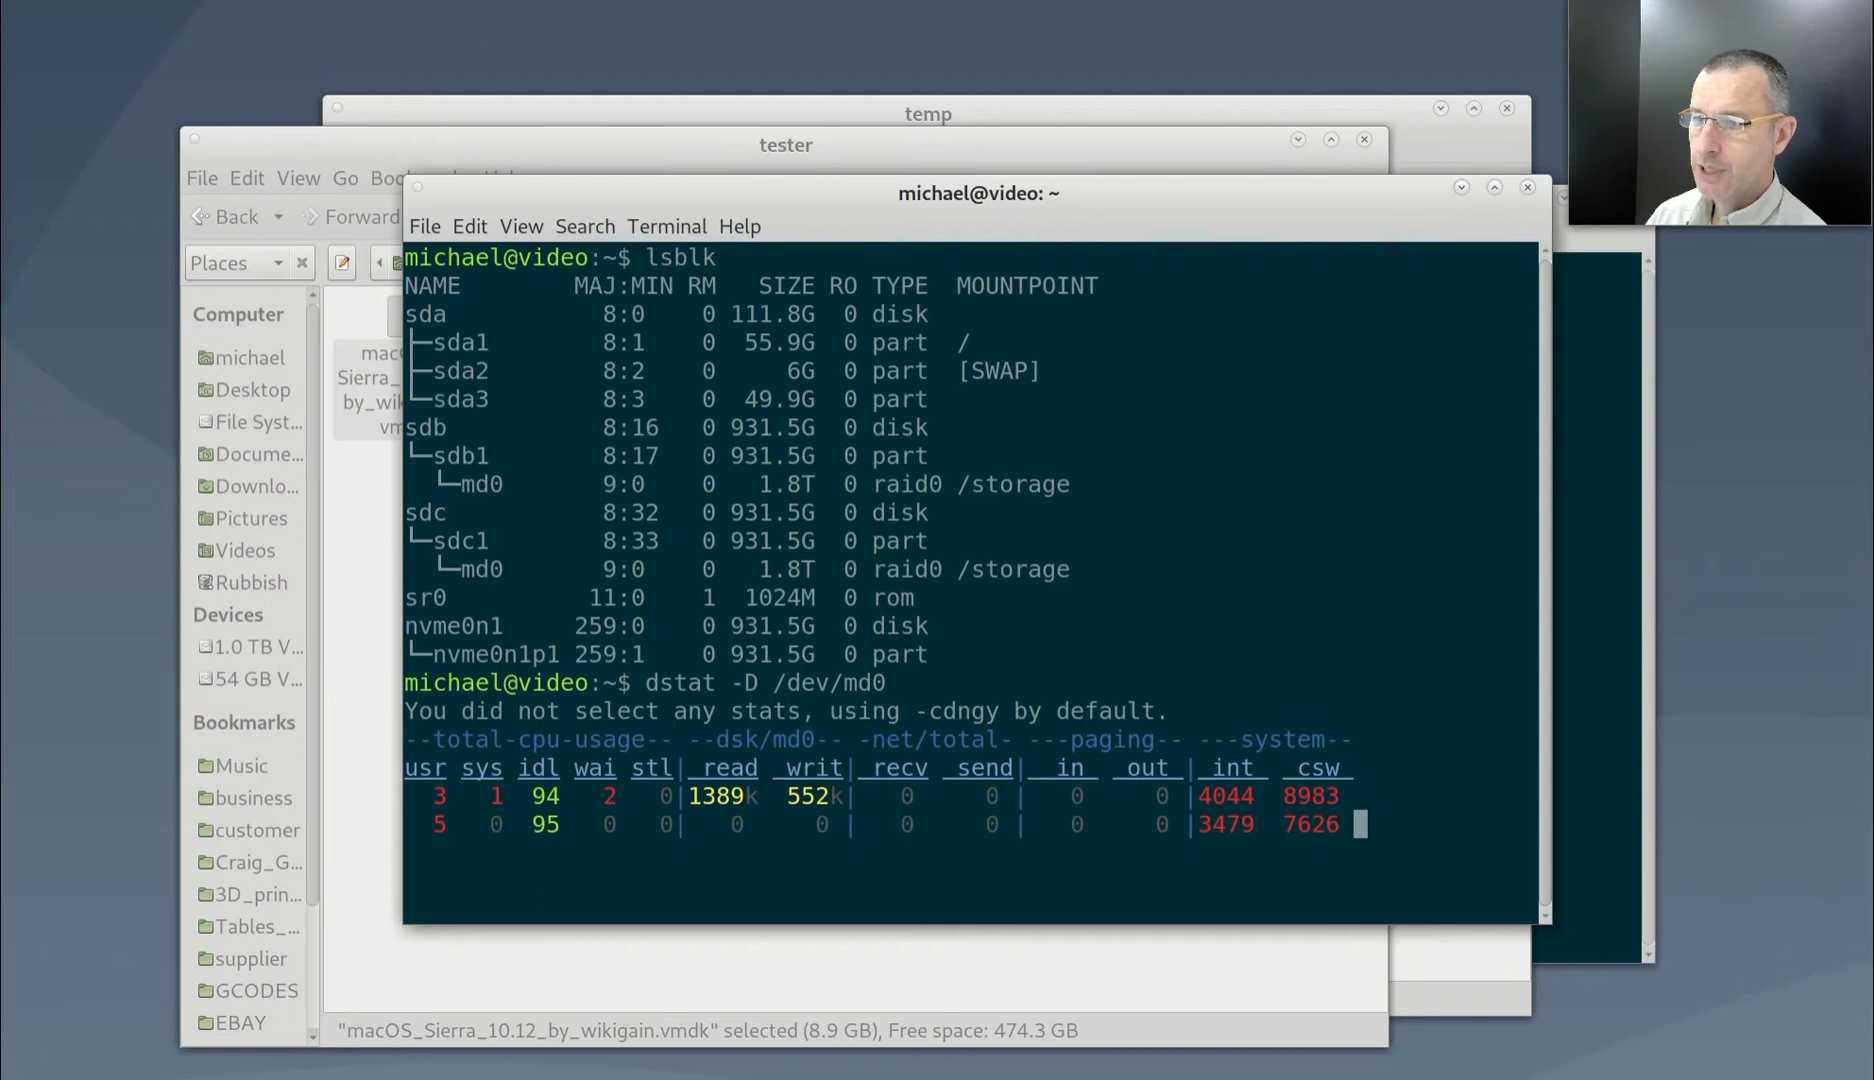 temp
tester
File Edit View Go
Back
Forward
Places
Computer
michael
Desktop
File Syst...
Docume...
Downlo...
Pictures
Videos
Rubbish
Devices
1.0 TB V...
54 GB V...
Bookmarks
Music
business
customer
Craig_G...
3D_prin...
Tables_...
supplier
GCODES
EBAY
Sierra_
michael@video: ~
File Edit View Search Terminal Help
michael@video:~$ lsblk
NAME MAJ:MIN RM SIZE RO TYPE MOUNTPOINT
sda 8:0 0 111.8G 0 disk
├─sda1 8:1 0 55.9G 0 part /
├─sda2 8:2 0 6G 0 part [SWAP]
└─sda3 8:3 0 49.9G 0 part
sdb 8:16 0 931.5G 0 disk
└─sdb1 8:17 0 931.5G 0 part
└─md0 9:0 0 1.8T 0 raid0 /storage
sdc 8:32 0 931.5G 0 disk
└─sdc1 8:33 0 931.5G 0 part
└─md0 9:0 0 1.8T 0 raid0 /storage
sr0 11:0 1 1024M 0 rom
nvme0n1 259:0 0 931.5G 0 disk
└─nvme0n1p1 259:1 0 931.5G 0 part
michael@video:~$ dstat -D /dev/md0
You did not select any stats, using -cdngy by default.
--total-cpu-usage-- --dsk/md0-- -net/total- ---paging-- ---system--
usr sys idl wai stl| read writ| recv send| in out | int csw
3 1 94 2 0|1389k 552k| 0 0 | 0 0 |4044 8983
5 0 95 0 0| 0 0 | 0 0 | 0 0 |3479 7626
"macOS_Sierra_10.12_by_wikigain.vmdk" selected (8.9 GB), Free space: 474.3 GB